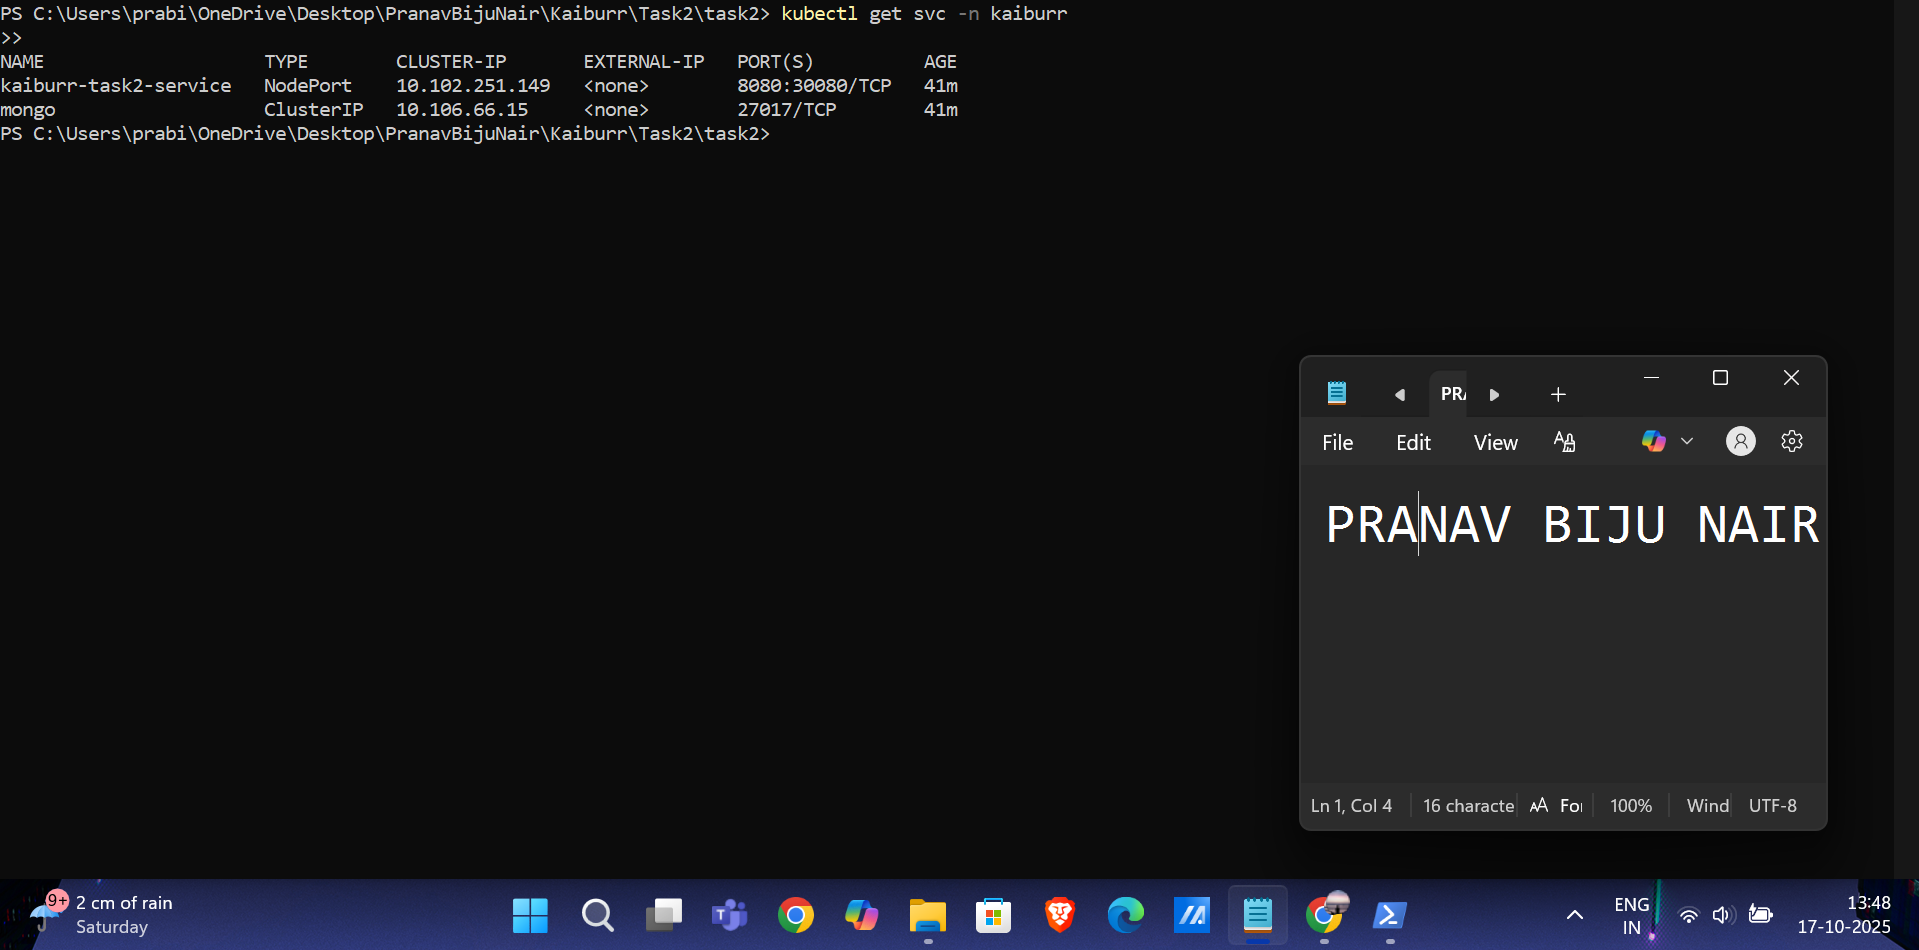 PS C:\Users\prabi\OneDrive\Desktop\PranavBijuNair\Kaiburr\Task2\task2> kubectl get svc -n kaiburr
>>
NAME                    TYPE        CLUSTER-IP       EXTERNAL-IP   PORT(S)          AGE
kaiburr-task2-service   NodePort    10.102.251.149   <none>        8080:30080/TCP   41m
mongo                   ClusterIP   10.106.66.15     <none>        27017/TCP        41m
PS C:\Users\prabi\OneDrive\Desktop\PranavBijuNair\Kaiburr\Task2\task2>
PRA
File Edit View
PRANAV BIJU NAIR
Ln 1, Col 4 16 characte For 100% Wind UTF-8
9+
2 cm of rain
Saturday
ENG
IN
13:48
17-10-2025